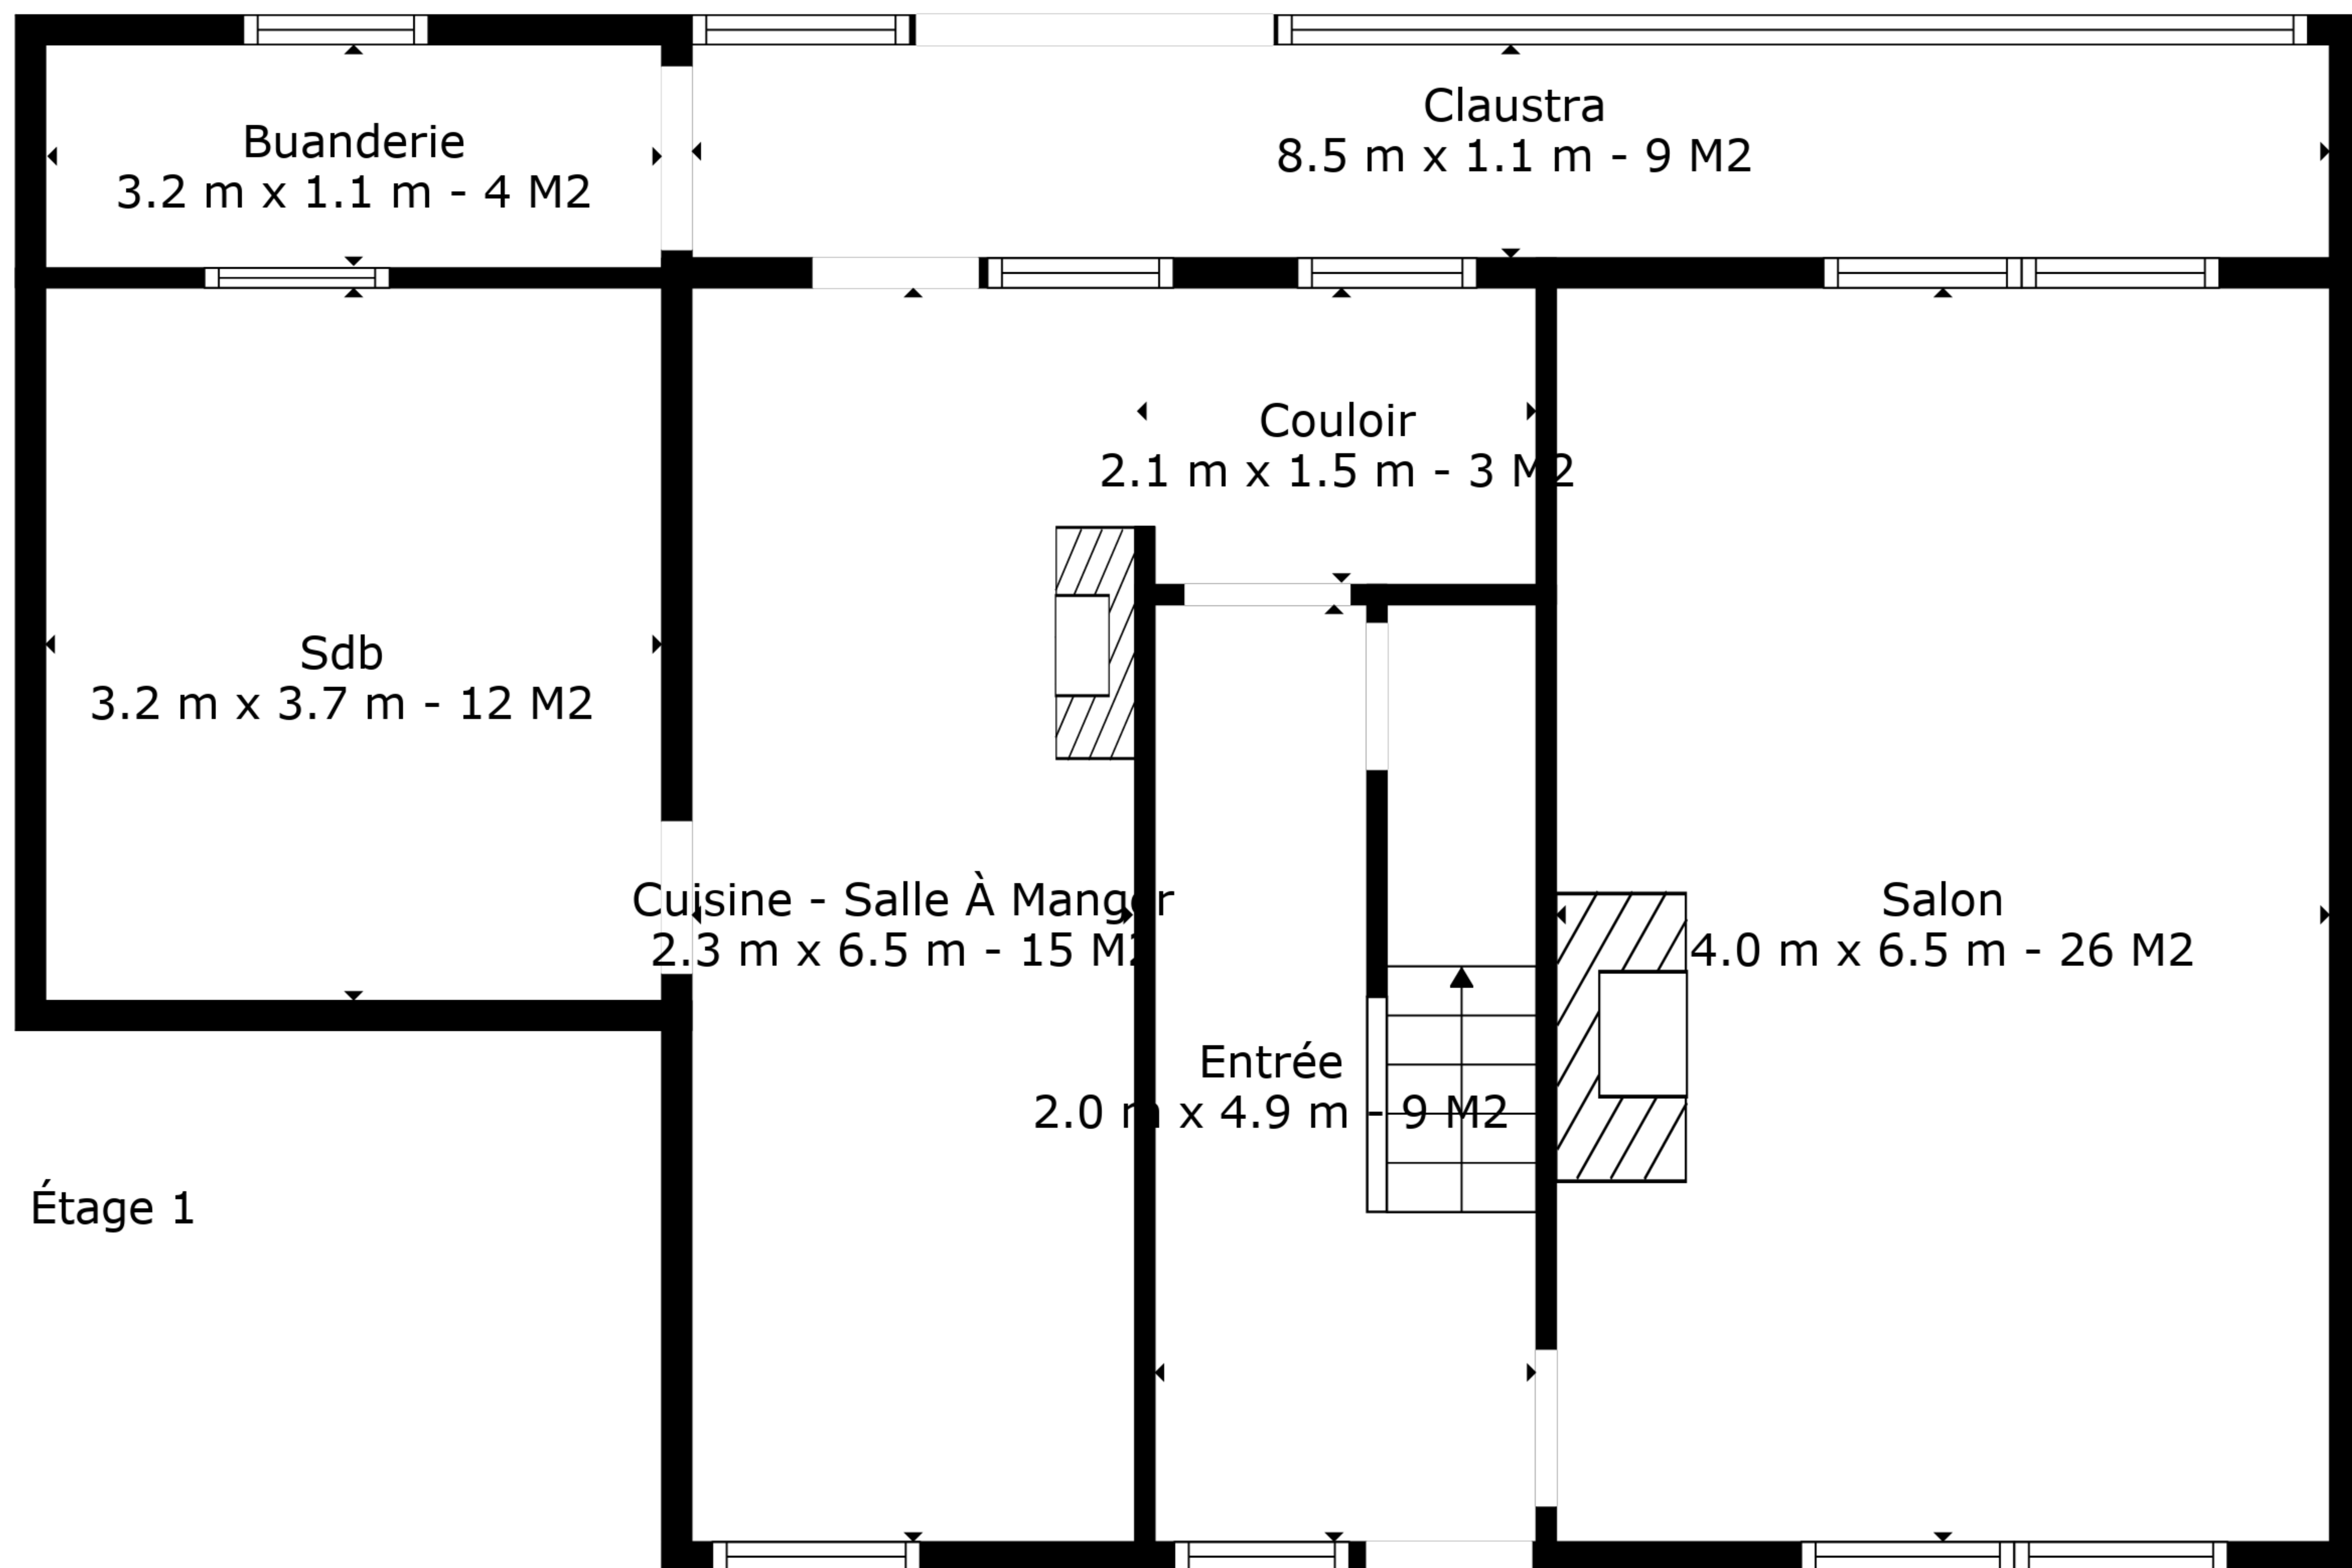 Buanderie
3.2 m x 1.1 m - 4 M2
Claustra
8.5 m x 1.1 m - 9 M2
Couloir
2.1 m x 1.5 m - 3 M2
Sdb
3.2 m x 3.7 m - 12 M2
Cuisine - Salle À Manger
2.3 m x 6.5 m - 15 M2
Salon
4.0 m x 6.5 m - 26 M2
Entrée
2.0 m x 4.9 m - 9 M2
Étage 1